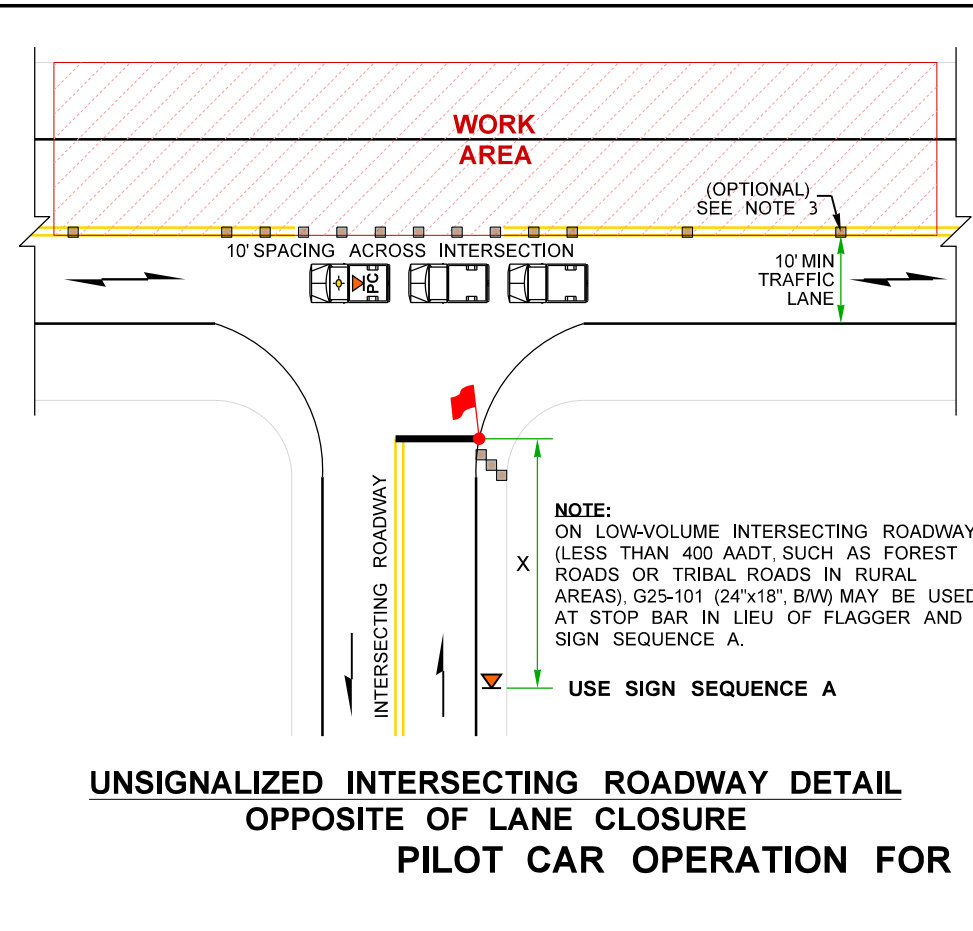 WORK
AREA
(OPTIONAL)
SEE NOTE 3
10' SPACING ACROSS INTERSECTION
PC
10' MIN
TRAFFIC
LANE
INTERSECTING ROADWAY
X
NOTE:
ON LOW-VOLUME INTERSECTING ROADWAY
(LESS THAN 400 AADT, SUCH AS FOREST
ROADS OR TRIBAL ROADS IN RURAL
AREAS), G25-101 (24"x18", B/W) MAY BE USED
AT STOP BAR IN LIEU OF FLAGGER AND
SIGN SEQUENCE A.
USE SIGN SEQUENCE A
UNSIGNALIZED INTERSECTING ROADWAY DETAIL
OPPOSITE OF LANE CLOSURE
PILOT CAR OPERATION FOR